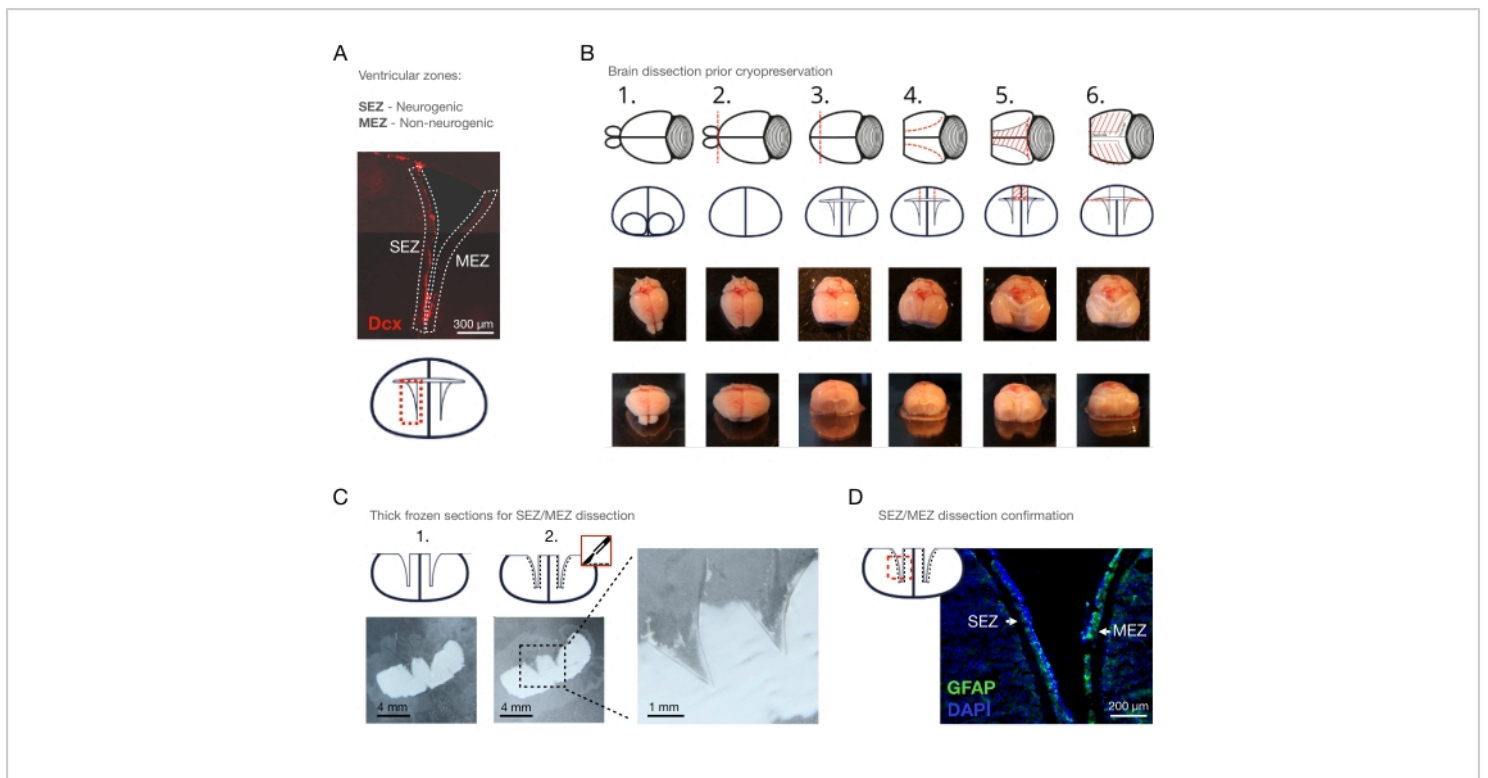 A
Ventricular zones:
SEZ - Neurogenic
MEZ - Non-neurogenic
SEZ
MEZ
Dcx
300 µm
B
Brain dissection prior cryopreservation
1. 2. 3. 4. 5. 6.
C
Thick frozen sections for SEZ/MEZ dissection
1. 2.
4 mm
4 mm
1 mm
D
SEZ/MEZ dissection confirmation
SEZ
MEZ
GFAP
DAPI
200 µm